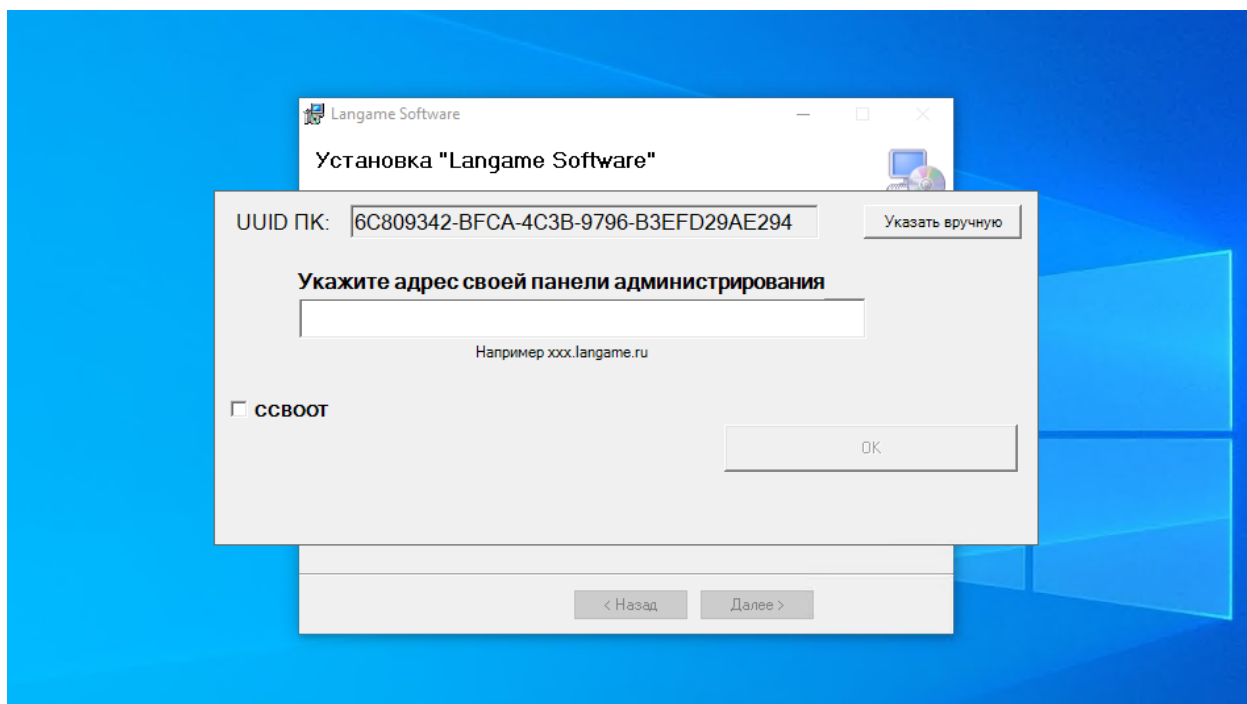 Langame Software
Установка "Langame Software"
UUID ПК: 6C809342-BFCA-4C3B-9796-B3EFD29AE294 Указать вручную
Укажите адрес своей панели администрирования
Например xxx.langame.ru
CCBOOT
OK
< Назад Далее >